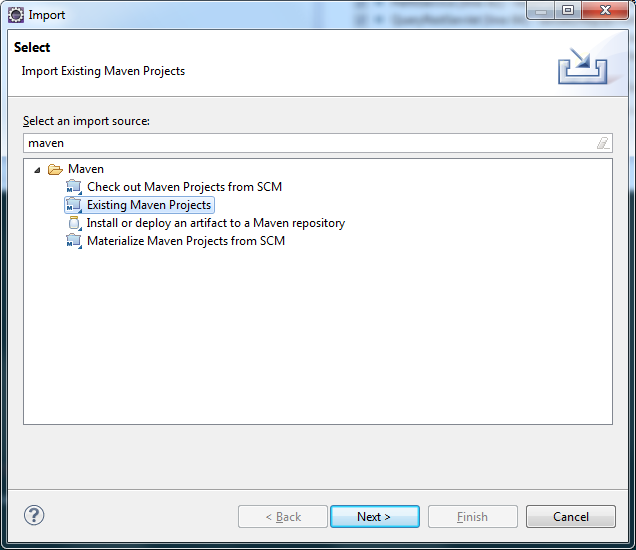 Import
Select
Import Existing Maven Projects
Select an import source:
maven
Maven
Check out Maven Projects from SCM
Existing Maven Projects
Install or deploy an artifact to a Maven repository
Materialize Maven Projects from SCM
< Back
Next >
Finish
Cancel